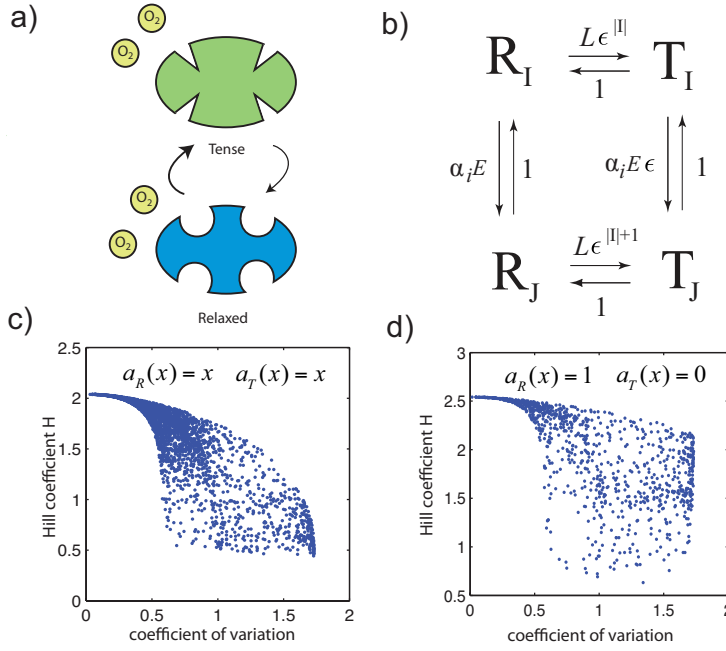 a)
O₂
O₂
Tense
O₂
O₂
Relaxed
b)
R_I Lϵ^|I| 1 T_I
α_i E 1 α_i E ϵ 1
R_J Lϵ^|I|+1 1 T_J
c)
a_R(x) = x a_T(x) = x
Hill coefficient H
2.5
2
1.5
1
0.5
0
0 0.5 1 1.5 2
coefficient of variation
d)
a_R(x) = 1 a_T(x) = 0
Hill coefficient H
3
2.5
2
1.5
1
0.5
0 0.5 1 1.5 2
coefficient of variation